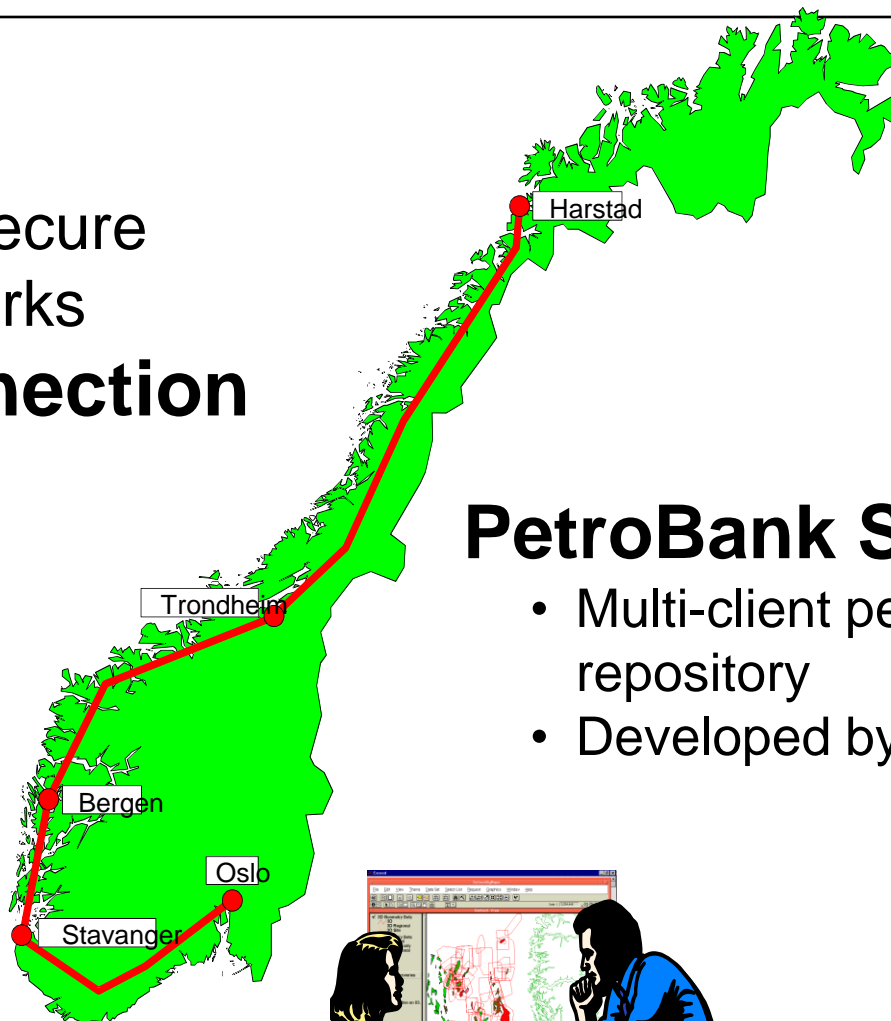 ecure
rks
nection
Harstad
PetroBank S
• Multi-client pe
repository
• Developed by
Trondheim
Bergen
Oslo
Stavanger